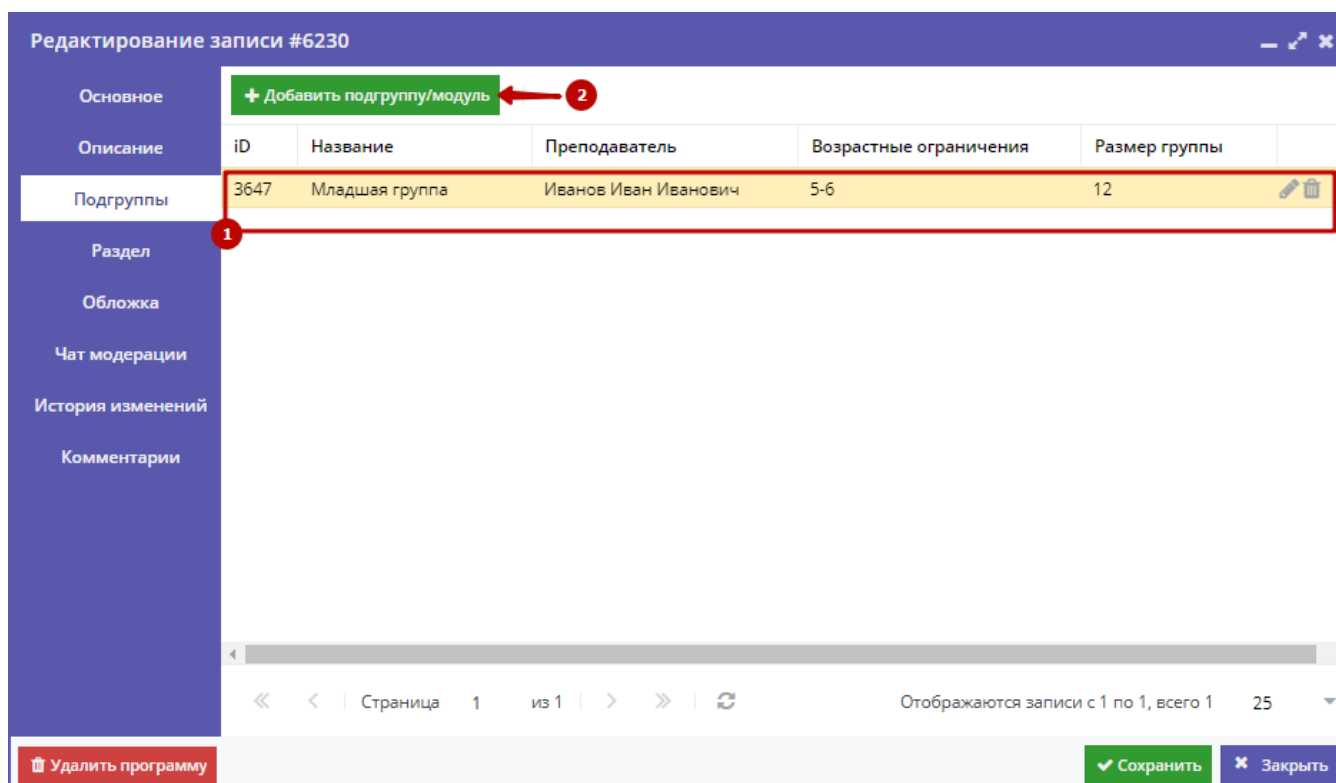 Редактирование записи #6230
Основное
Описание
Подгруппы
Раздел
Обложка
Чат модерации
История изменений
Комментарии
Добавить подгруппу/модуль 2
iD Название Преподаватель Возрастные ограничения Размер группы
3647 Младшая группа Иванов Иван Иванович 5-6 12
1
Страница 1 из 1 Отображаются записи с 1 по 1, всего 1 25
Удалить программу Сохранить Закрыть